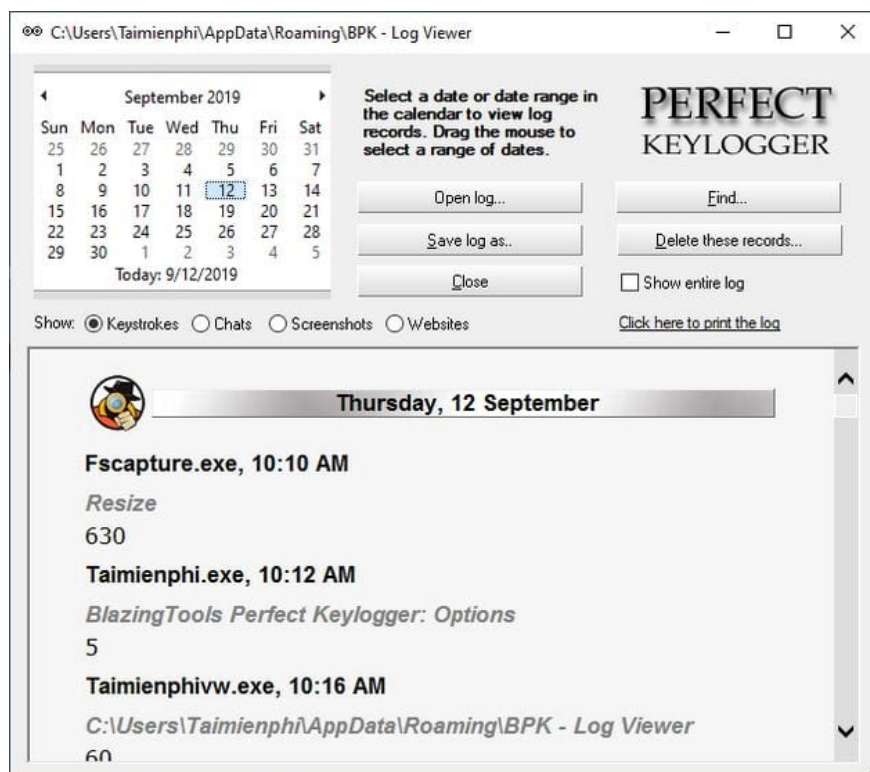 C:\Users\Taimienphi\AppData\Roaming\BPK - Log Viewer
September 2019
Sun Mon Tue Wed Thu Fri Sat
25 26 27 28 29 30 31
1 2 3 4 5 6 7
8 9 10 11 12 13 14
15 16 17 18 19 20 21
22 23 24 25 26 27 28
29 30 1 2 3 4 5
Today: 9/12/2019
Select a date or date range in
the calendar to view log
records. Drag the mouse to
select a range of dates.
PERFECT
KEYLOGGER
Open log...
Find...
Save log as..
Delete these records...
Close
Show entire log
Show: Keystrokes Chats Screenshots Websites
Click here to print the log
Thursday, 12 September
Fscapture.exe, 10:10 AM
Resize
630
Taimienphi.exe, 10:12 AM
BlazingTools Perfect Keylogger: Options
5
Taimienphivw.exe, 10:16 AM
C:\Users\Taimienphi\AppData\Roaming\BPK - Log Viewer
60